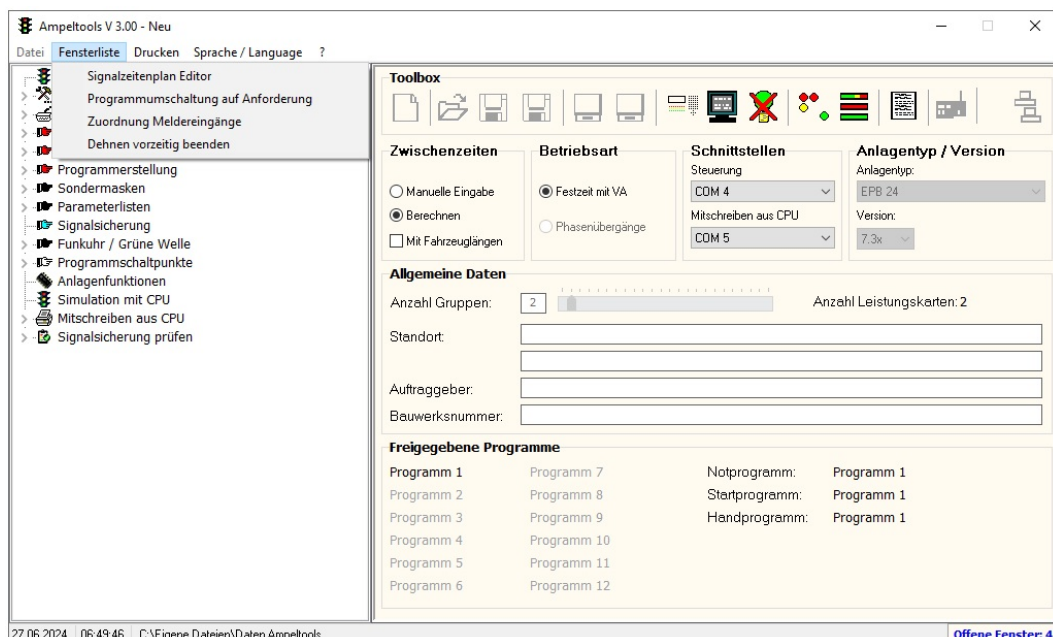 Ampeltools V 3.00 - Neu
Datei Fensterliste Drucken Sprache / Language ?
Signalzeitenplan Editor
Programmumschaltung auf Anforderung
Zuordnung Meldereingänge
Dehnen vorzeitig beenden
Programmerstellung
Sondermasken
Parameterlisten
Signalsicherung
Funkuhr / Grüne Welle
Programmschaltpunkte
Anlagenfunktionen
Simulation mit CPU
Mitschreiben aus CPU
Signalsicherung prüfen
Toolbox
Zwischenzeiten
Manuelle Eingabe
Berechnen
Mit Fahrzeuglängen
Betriebsart
Festzeit mit VA
Phasenübergänge
Schnittstellen
Steuerung
COM 4
Mitschreiben aus CPU
COM 5
Anlagentyp / Version
Anlagentyp:
EPB 24
Version:
7.3x
Allgemeine Daten
Anzahl Gruppen: 2 Anzahl Leistungskarten: 2
Standort:
Auftraggeber:
Bauwerksnummer:
Freigegebene Programme
Programm 1 Programm 7 Notprogramm: Programm 1
Programm 2 Programm 8 Startprogramm: Programm 1
Programm 3 Programm 9 Handprogramm: Programm 1
Programm 4 Programm 10
Programm 5 Programm 11
Programm 6 Programm 12
27.06.2024 06:49:46 C:\Eigene Dateien\Daten Ampeltools Offene Fenster: 4